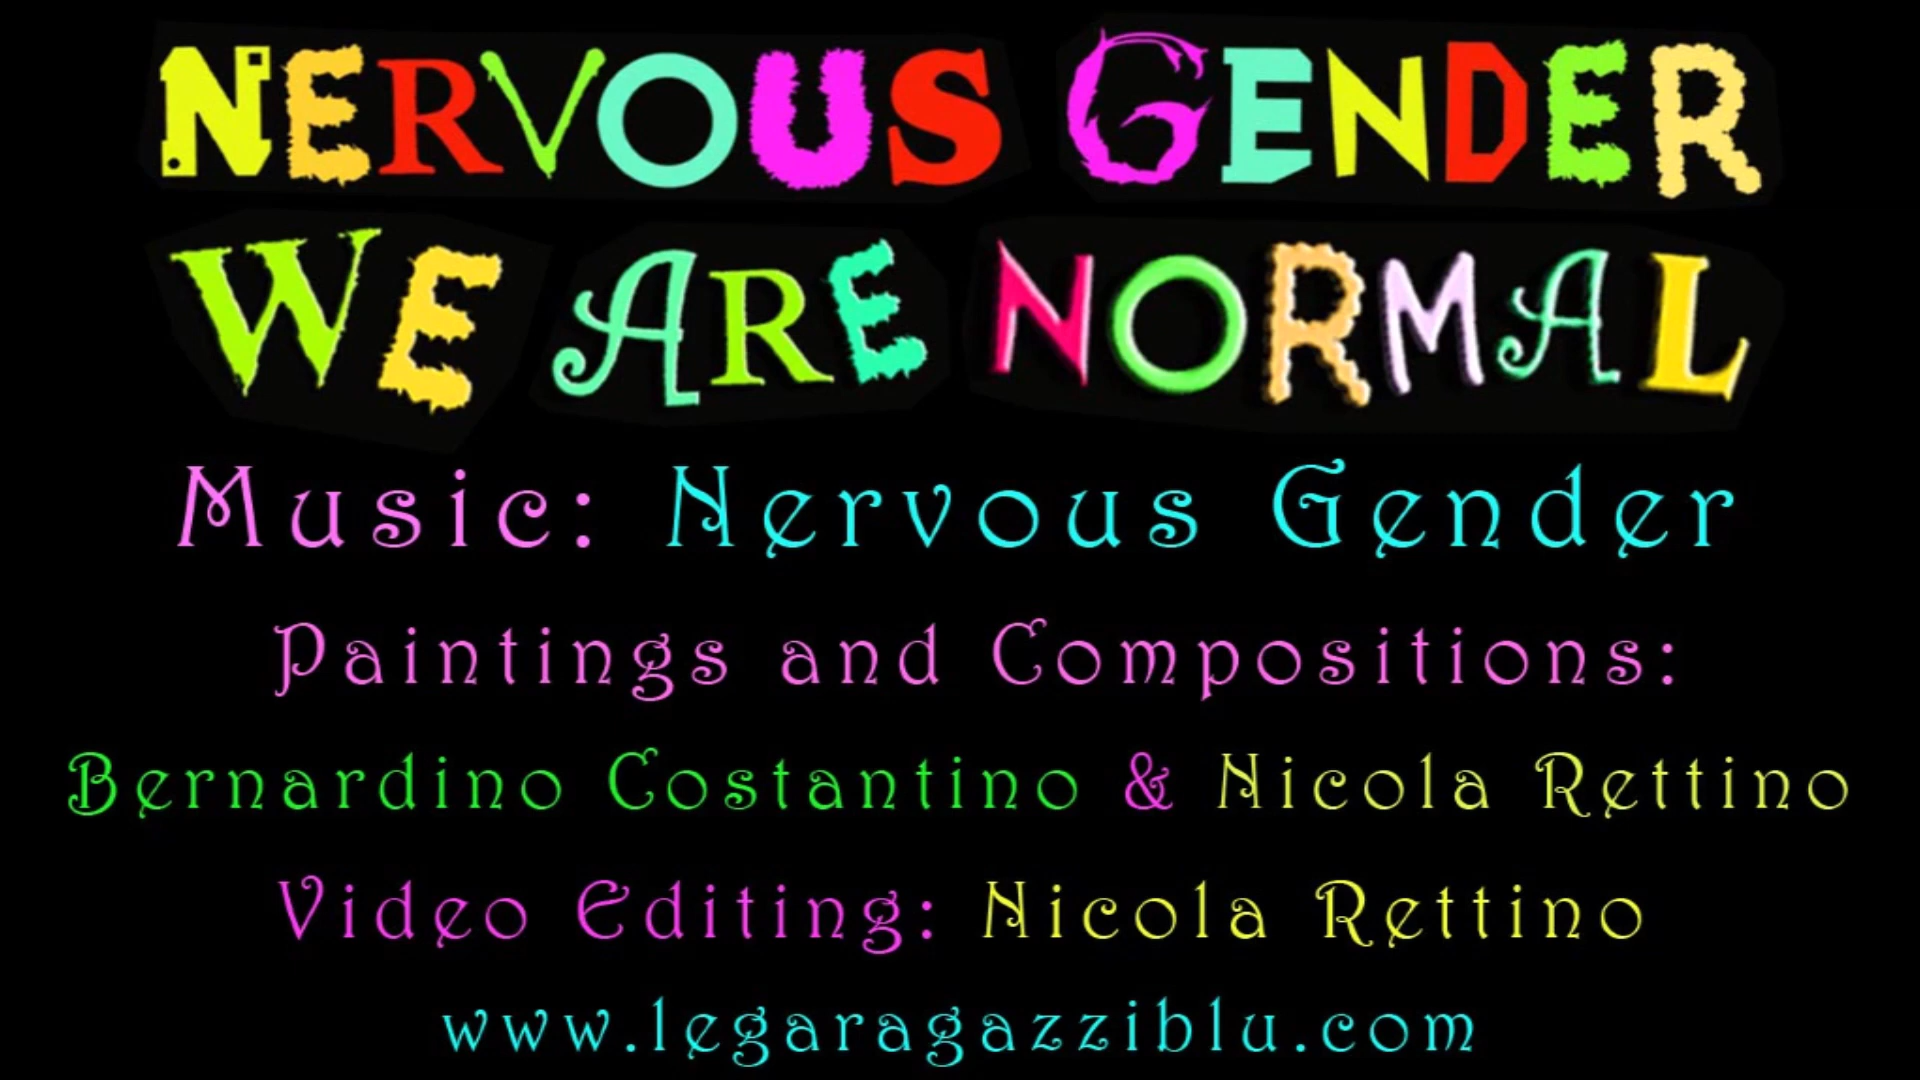 NERVOUS GENDER
WE ARE NORMAL
Music: Nervous Gender
Paintings and Compositions:
Bernardino Costantino & Nicola Rettino
Video Editing: Nicola Rettino
www.legaragazziblu.com